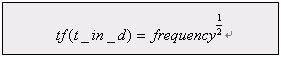 tf(t_in_d) = frequency^{1/2}↵